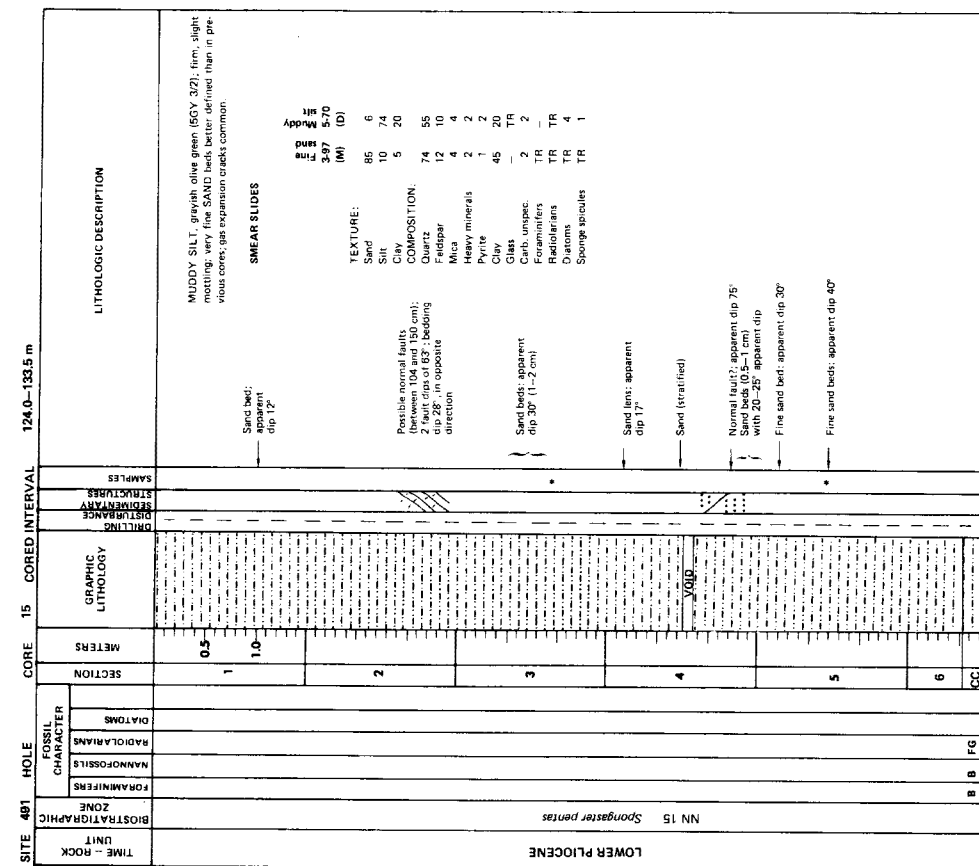 SITE 491 HOLE CORE 15 CORED INTERVAL 124.0–133.5 m
TIME – ROCK UNIT
BIOSTRATIGRAPHIC ZONE
FOSSIL CHARACTER
FORAMINIFERS
NANNOFOSSILS
RADIOLARIANS
DIATOMS
SECTION
METERS
GRAPHIC LITHOLOGY
DRILLING DISTURBANCE
SEDIMENTARY STRUCTURES
SAMPLES
LITHOLOGIC DESCRIPTION
LOWER PLIOCENE
NN 15
Spongaster pentas
B B FG
1
0.5
1.0
2
3
4
5
6
CC
VOID
*
*
Sand bed;
apparent
dip 12°
Possible normal faults
(between 104 and 150 cm);
2 fault drps of 63°; bedding
dip 28°, in opposite
direction
Sand beds; apparent
dip 30° (1–2 cm)
Sand lens; apparent
dip 17°
Sand (stratified)
Normal fault?; apparent dip 75°
Sand beds (0.5–1 cm)
with 20–25° apparent dip
Fine sand bed; apparent dip 30°
Fine sand beds; apparent dip 40°
MUDDY SILT, grayish olive green (5GY 3/2); firm, slight
mottling; very fine SAND beds better defined than in pre-
vious cores; gas expansion cracks common.
SMEAR SLIDES
Fine sand Muddy silt
3-97 5-70
(M) (D)
TEXTURE:
Sand 85 6
Silt 10 74
Clay 5 20
COMPOSITION:
Quartz 74 55
Feldspar 12 10
Mica 4 4
Heavy minerals 2 2
Pyrite 1 2
Clay 45 20
Glass – TR
Carb. unspec. 2 2
Foraminifers TR –
Radiolarians TR TR
Diatoms TR 4
Sponge spicules TR 1